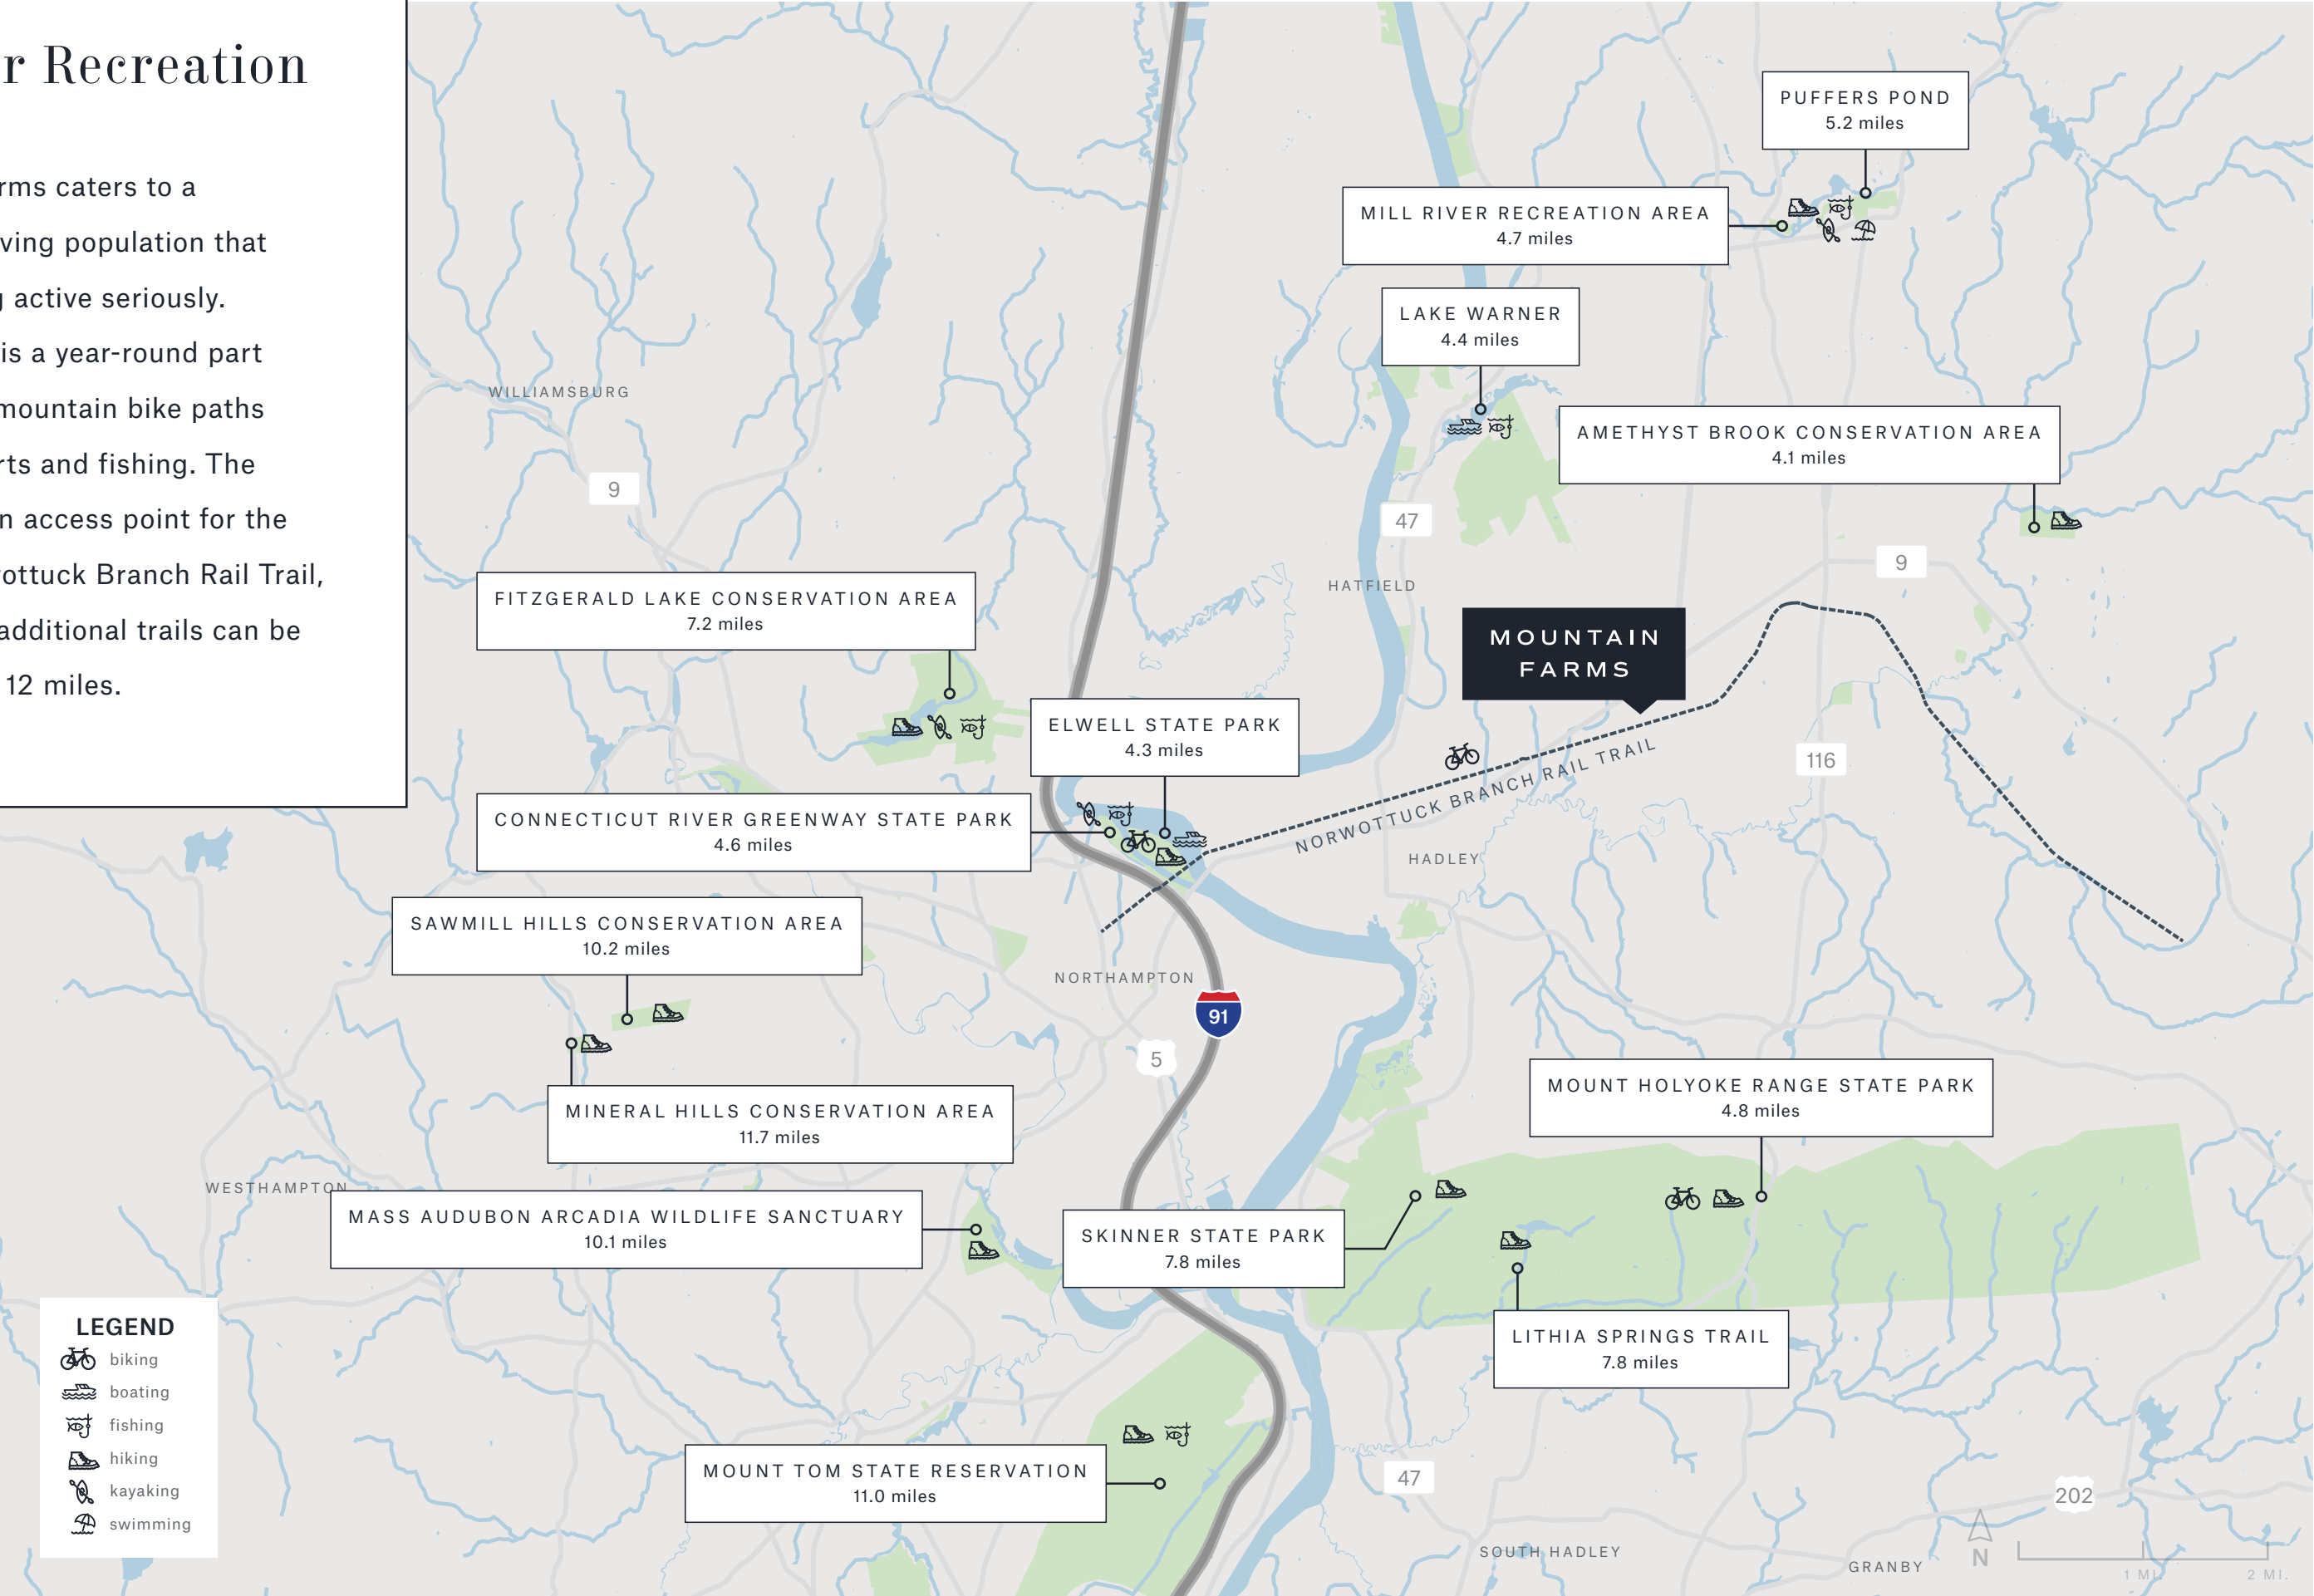 r Recreation
rms caters to a
ving population that
g active seriously.
is a year-round part
mountain bike paths
rts and fishing. The
n access point for the
ottuck Branch Rail Trail,
additional trails can be
12 miles.
PUFFERS POND
5.2 miles
MILL RIVER RECREATION AREA
4.7 miles
LAKE WARNER
4.4 miles
WILLIAMSBURG
AMETHYST BROOK CONSERVATION AREA
4.1 miles
9
47
9
HATFIELD
FITZGERALD LAKE CONSERVATION AREA
7.2 miles
MOUNTAIN
FARMS
ELWELL STATE PARK
4.3 miles
116
NORWOTTUCK BRANCH RAIL TRAIL
CONNECTICUT RIVER GREENWAY STATE PARK
4.6 miles
HADLEY
SAWMILL HILLS CONSERVATION AREA
10.2 miles
NORTHAMPTON
91
5
MINERAL HILLS CONSERVATION AREA
11.7 miles
MOUNT HOLYOKE RANGE STATE PARK
4.8 miles
WESTHAMPTON
MASS AUDUBON ARCADIA WILDLIFE SANCTUARY
10.1 miles
SKINNER STATE PARK
7.8 miles
LITHIA SPRINGS TRAIL
7.8 miles
LEGEND
biking
boating
fishing
hiking
kayaking
swimming
MOUNT TOM STATE RESERVATION
11.0 miles
47
202
SOUTH HADLEY
GRANBY
N
1 MI.
2 MI.